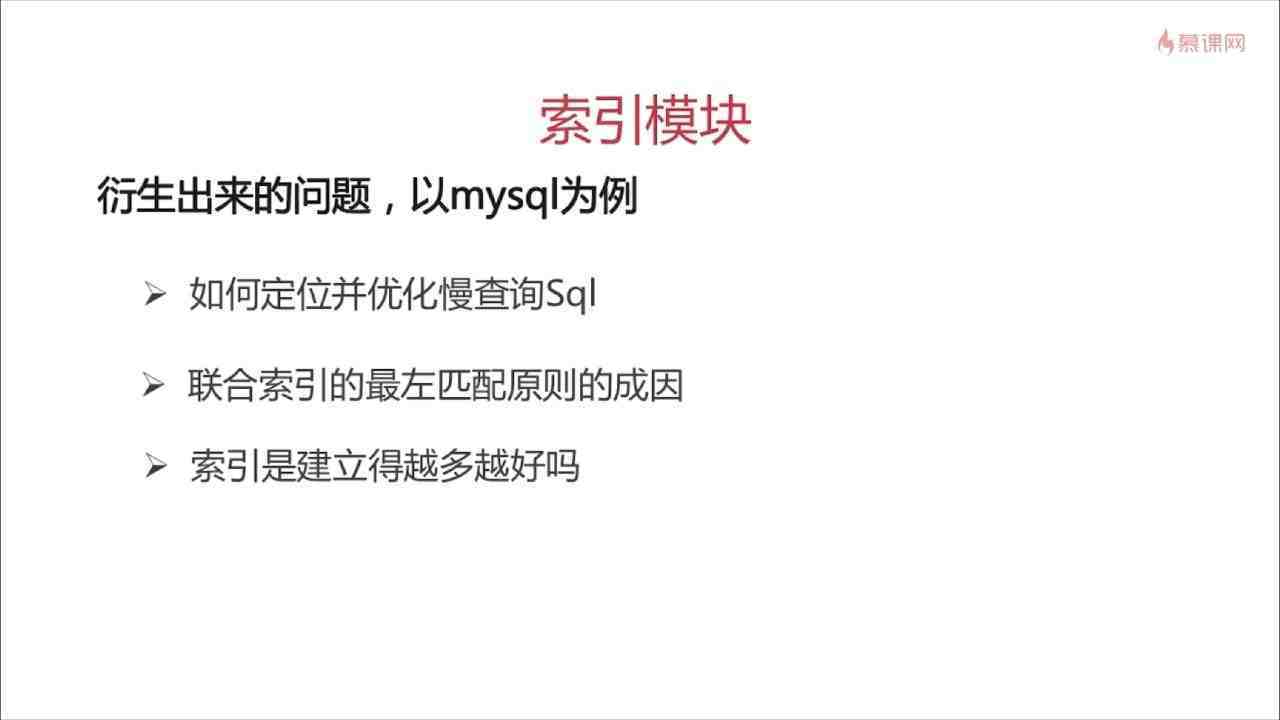 慕课网
索引模块
衍生出来的问题，以mysql为例
如何定位并优化慢查询Sql
联合索引的最左匹配原则的成因
索引是建立得越多越好吗